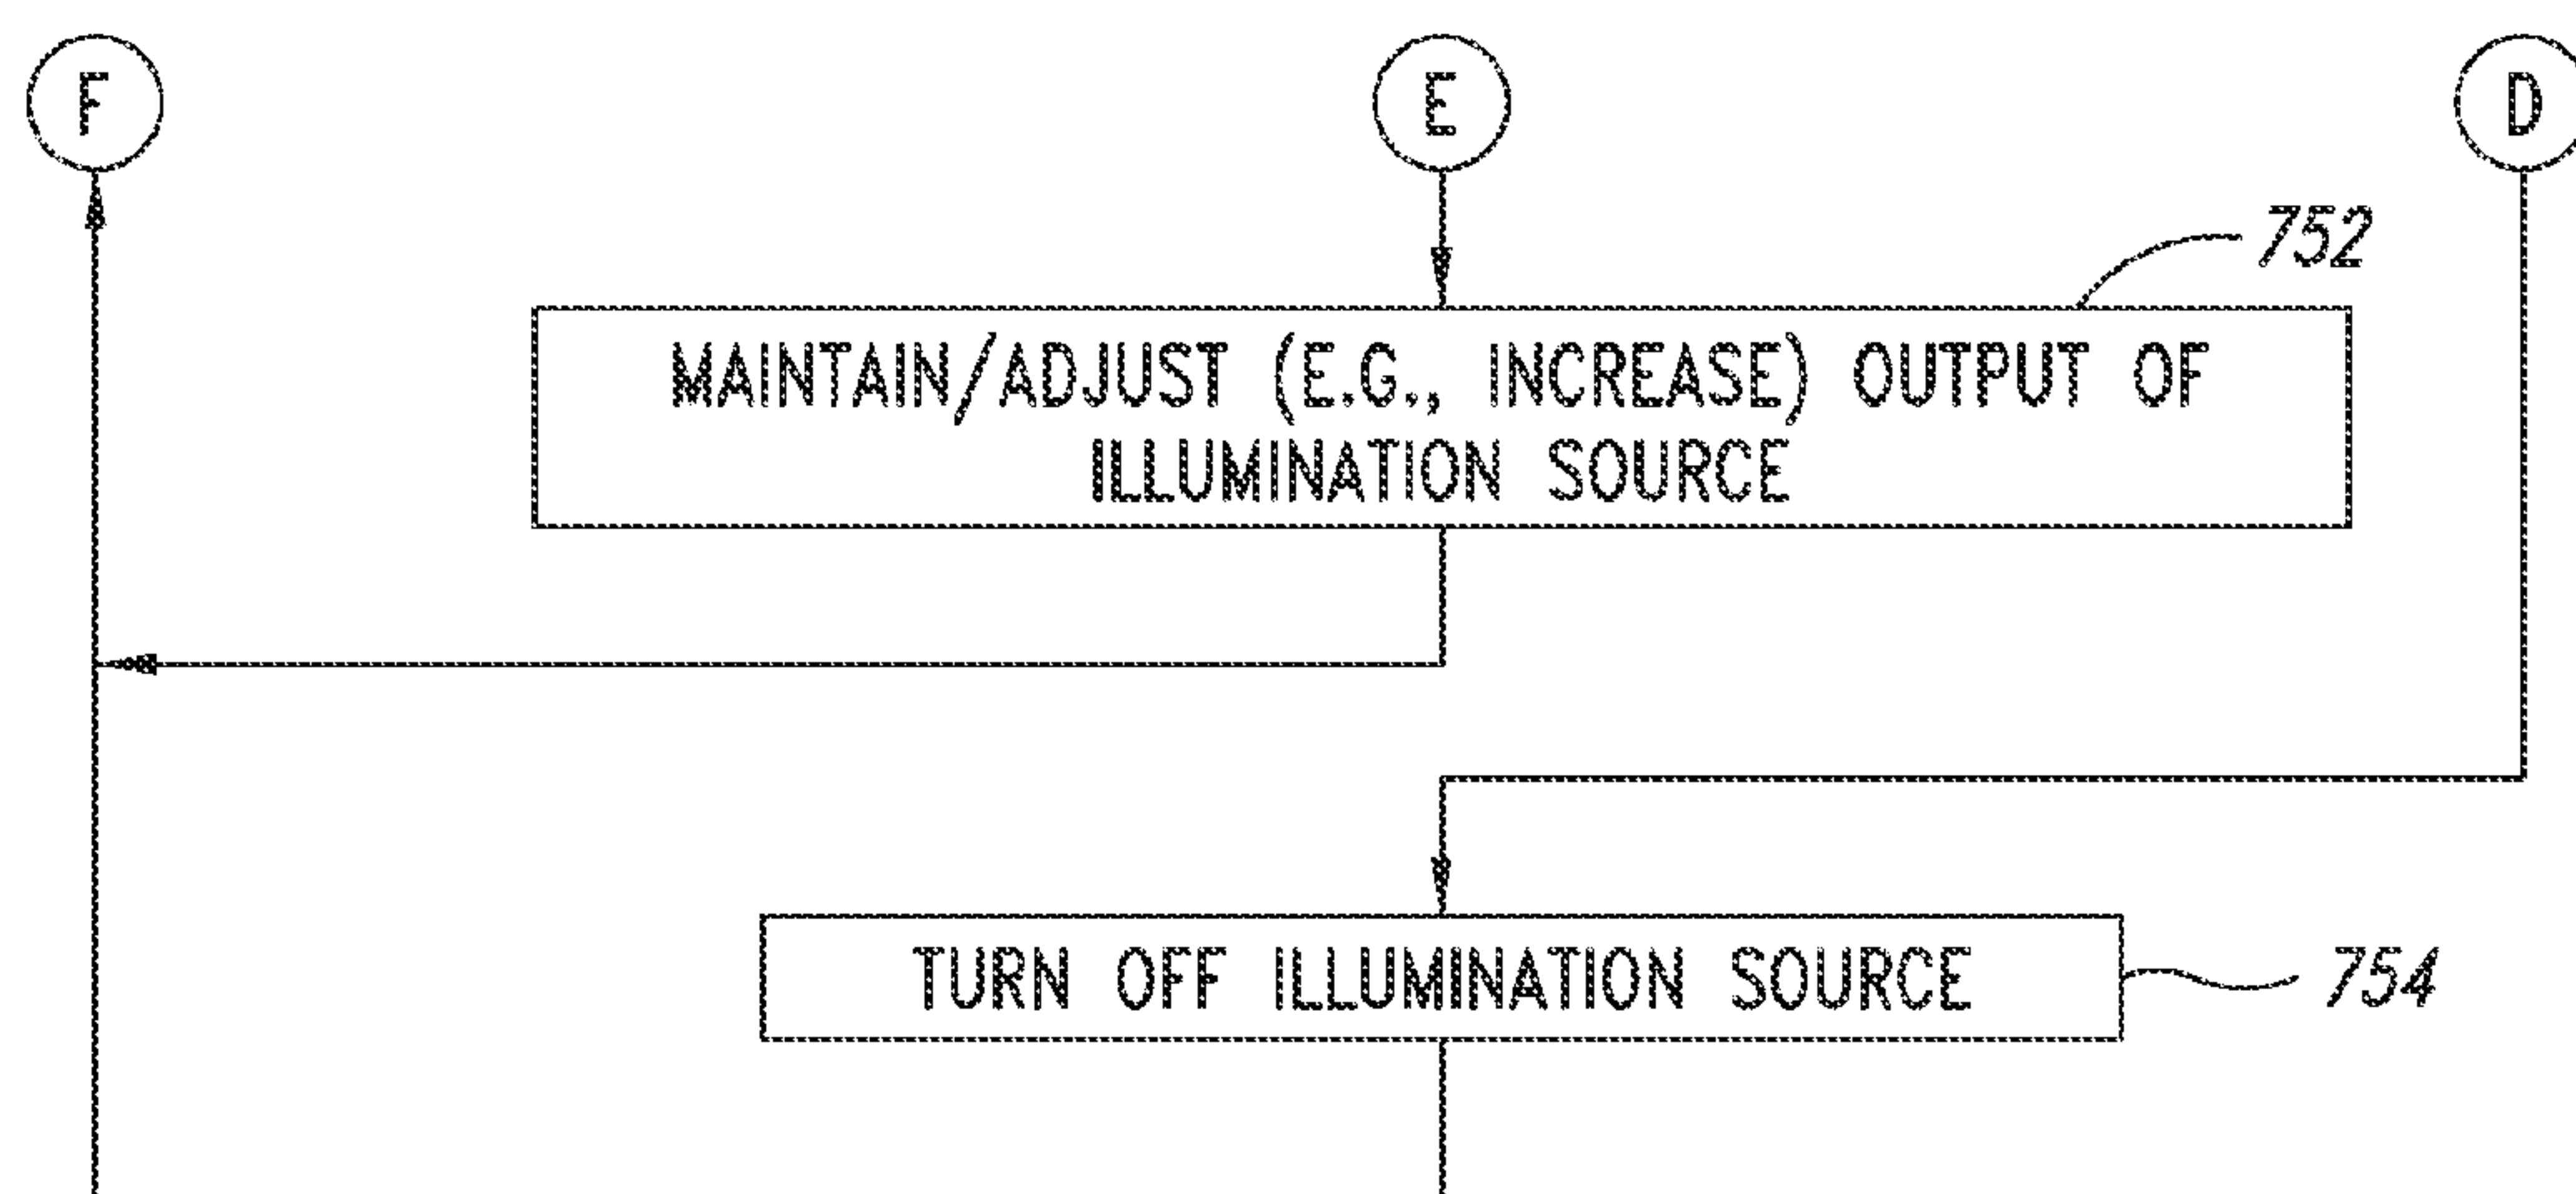 F
E
D
752
MAINTAIN/ADJUST (E.G., INCREASE) OUTPUT OF
ILLUMINATION SOURCE
TURN OFF ILLUMINATION SOURCE
754